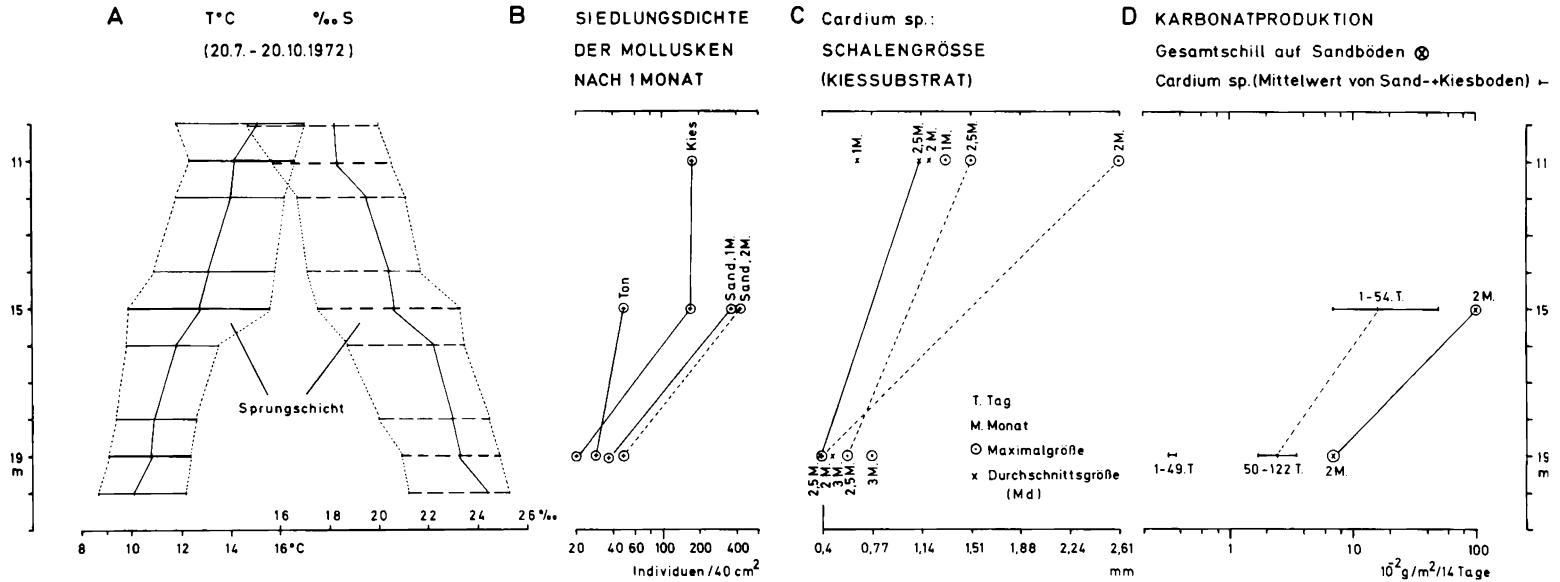 A T°C ‰ S
(20.7. - 20.10.1972)
Sprungschicht
11
15
19
m
16 18 20 22 24 26 ‰
8 10 12 14 16°C
B SIEDLUNGSDICHTE
DER MOLLUSKEN
NACH 1 MONAT
Kies
Ton
Sand, 1M.
Sand, 2M.
20 40 60 100 200 400
Individuen /40 cm²
C Cardium sp.:
SCHALENGRÖSSE
(KIESSUBSTRAT)
1M.
2,5M.
2M.
1M.
2,5M.
2M.
2,5M.
2M.
3M.
2,5M.
3M.
T. Tag
M. Monat
Maximalgröße
x Durchschnittsgröße
(Md)
0,4 0,77 1,14 1,51 1,88 2,24 2,61
mm
D KARBONATPRODUKTION
Gesamtschill auf Sandböden ⊗
Cardium sp. (Mittelwert von Sand-+Kiesboden)
1-54. T.
2M.
1-49. T.
50-122 T.
2M.
1 10 100
10⁻² g/m²/14 Tage
11
15
19
m